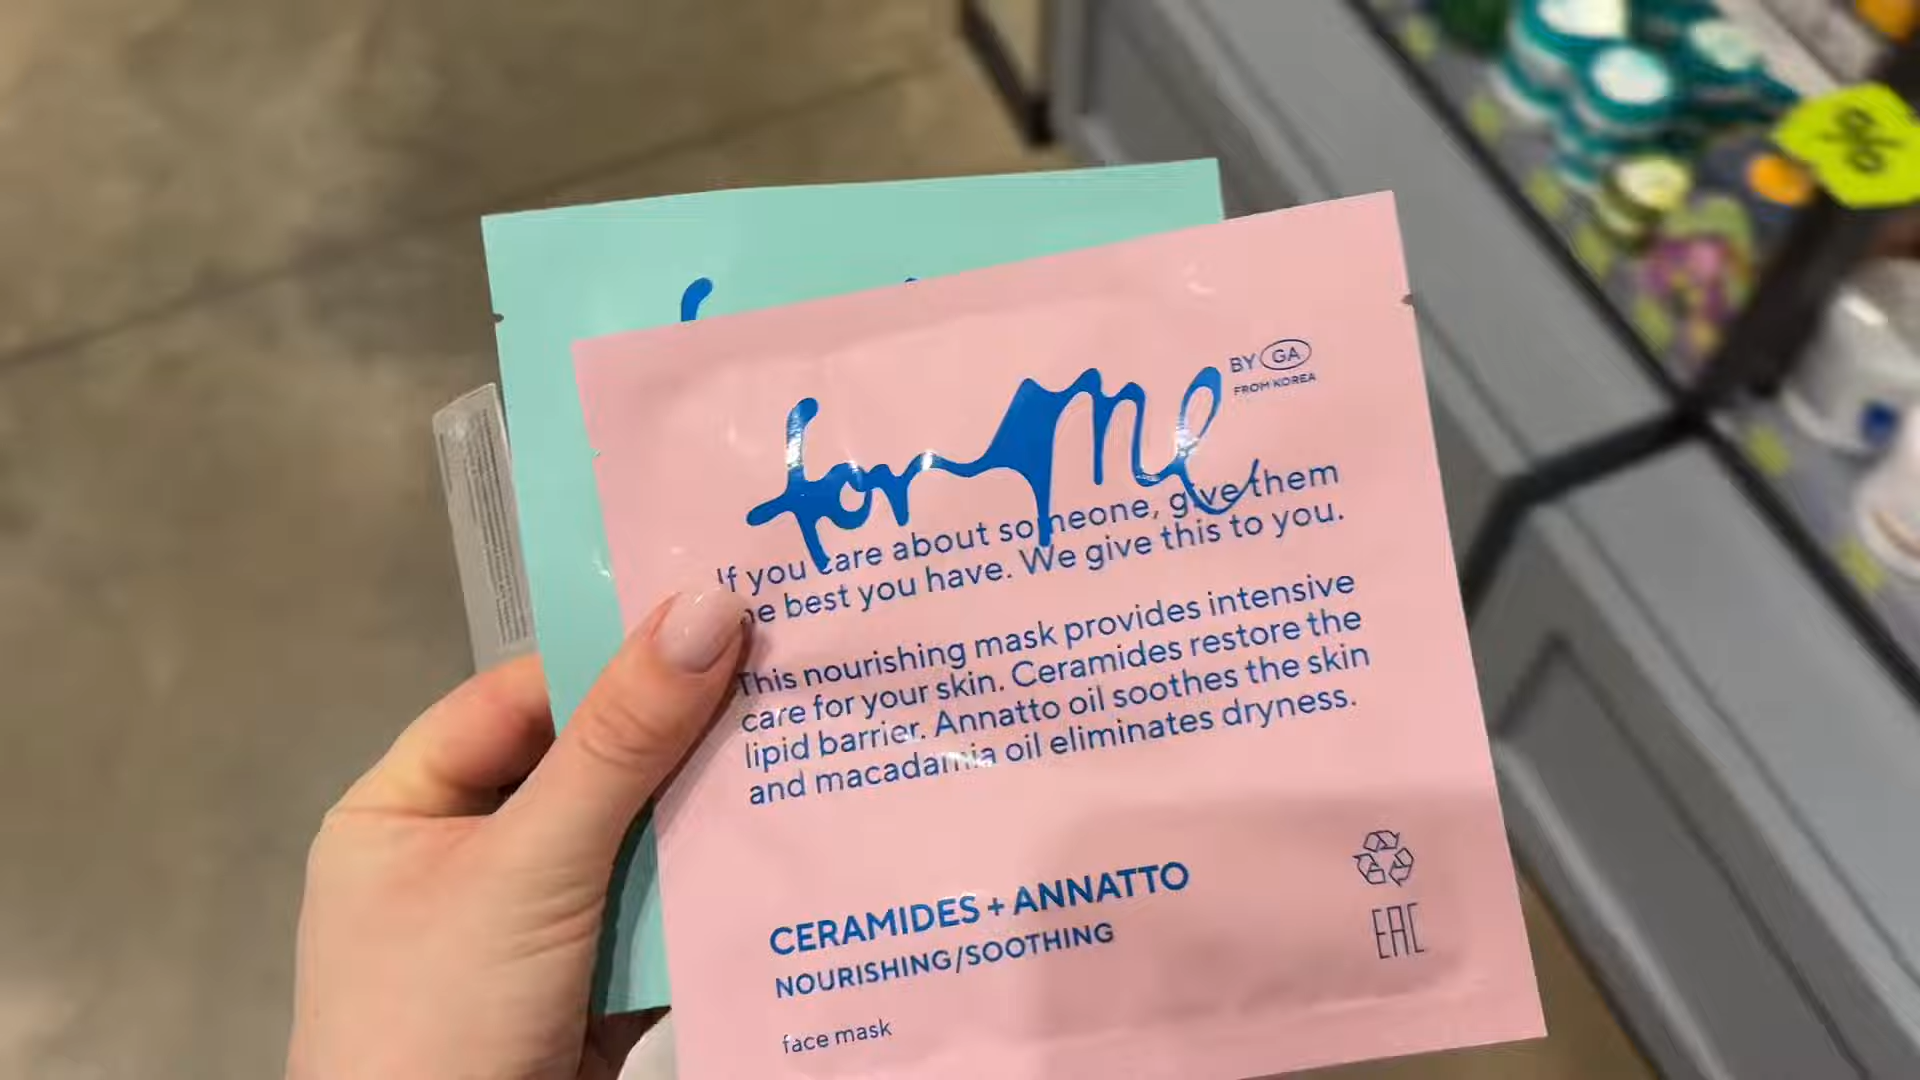 for Me
BY GA
FROM KOREA
If you care about someone, give them
the best you have. We give this to you.
This nourishing mask provides intensive
care for your skin. Ceramides restore the
lipid barrier. Annatto oil soothes the skin
and macadamia oil eliminates dryness.
CERAMIDES + ANNATTO
NOURISHING/SOOTHING
EAC
face mask
%